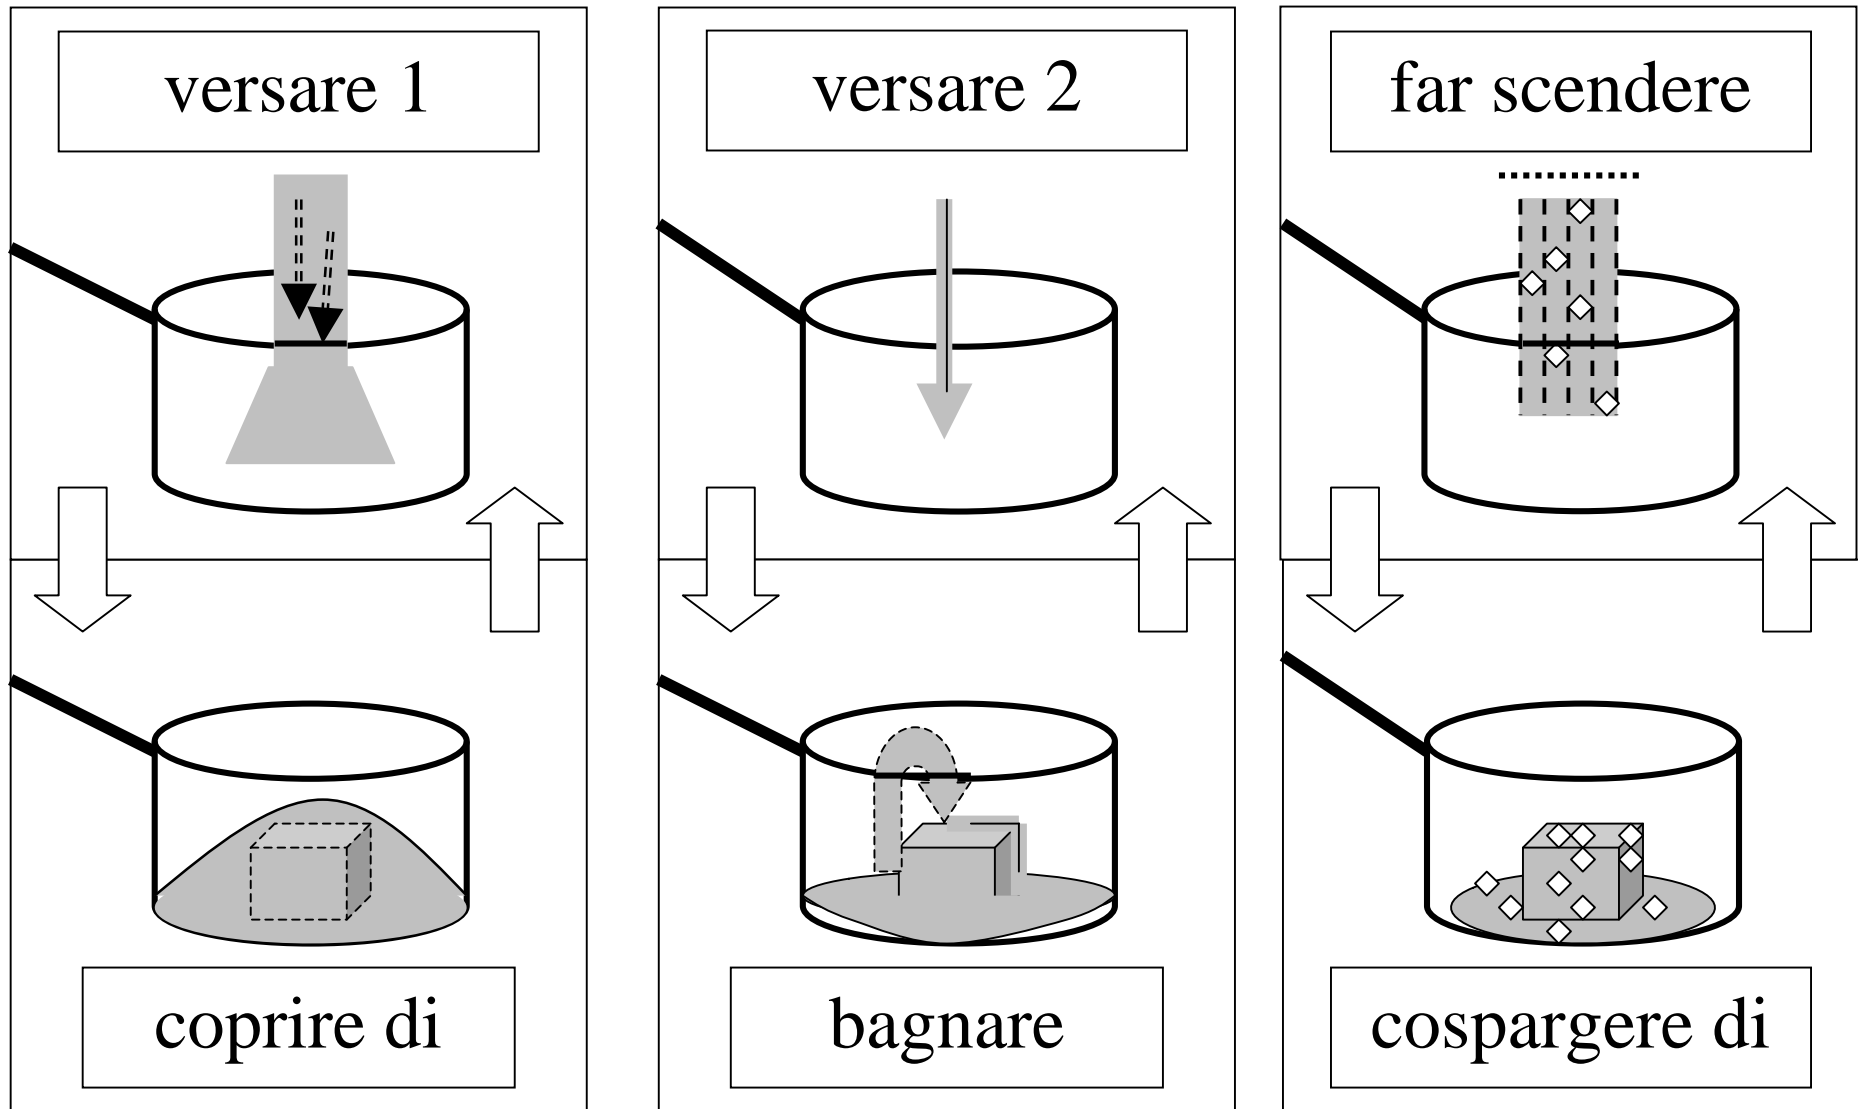 versare 1
versare 2
far scendere
coprire di
bagnare
cospargere di